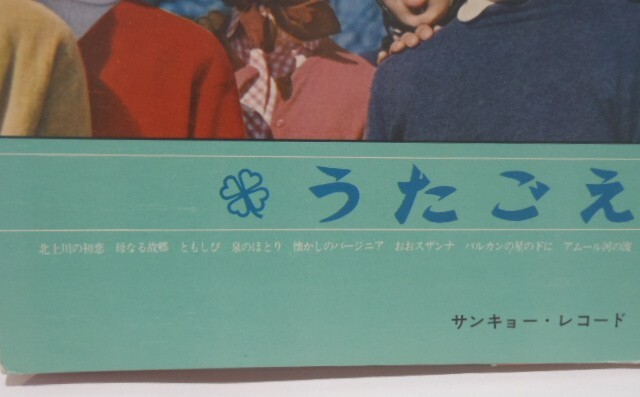 うたごえ
北上川の初恋 母なる故郷 ともしび 泉のほとり 懐かしのバージニア おおスザンナ バルカンの星の下に アムール河の波
サンキョー・レコード